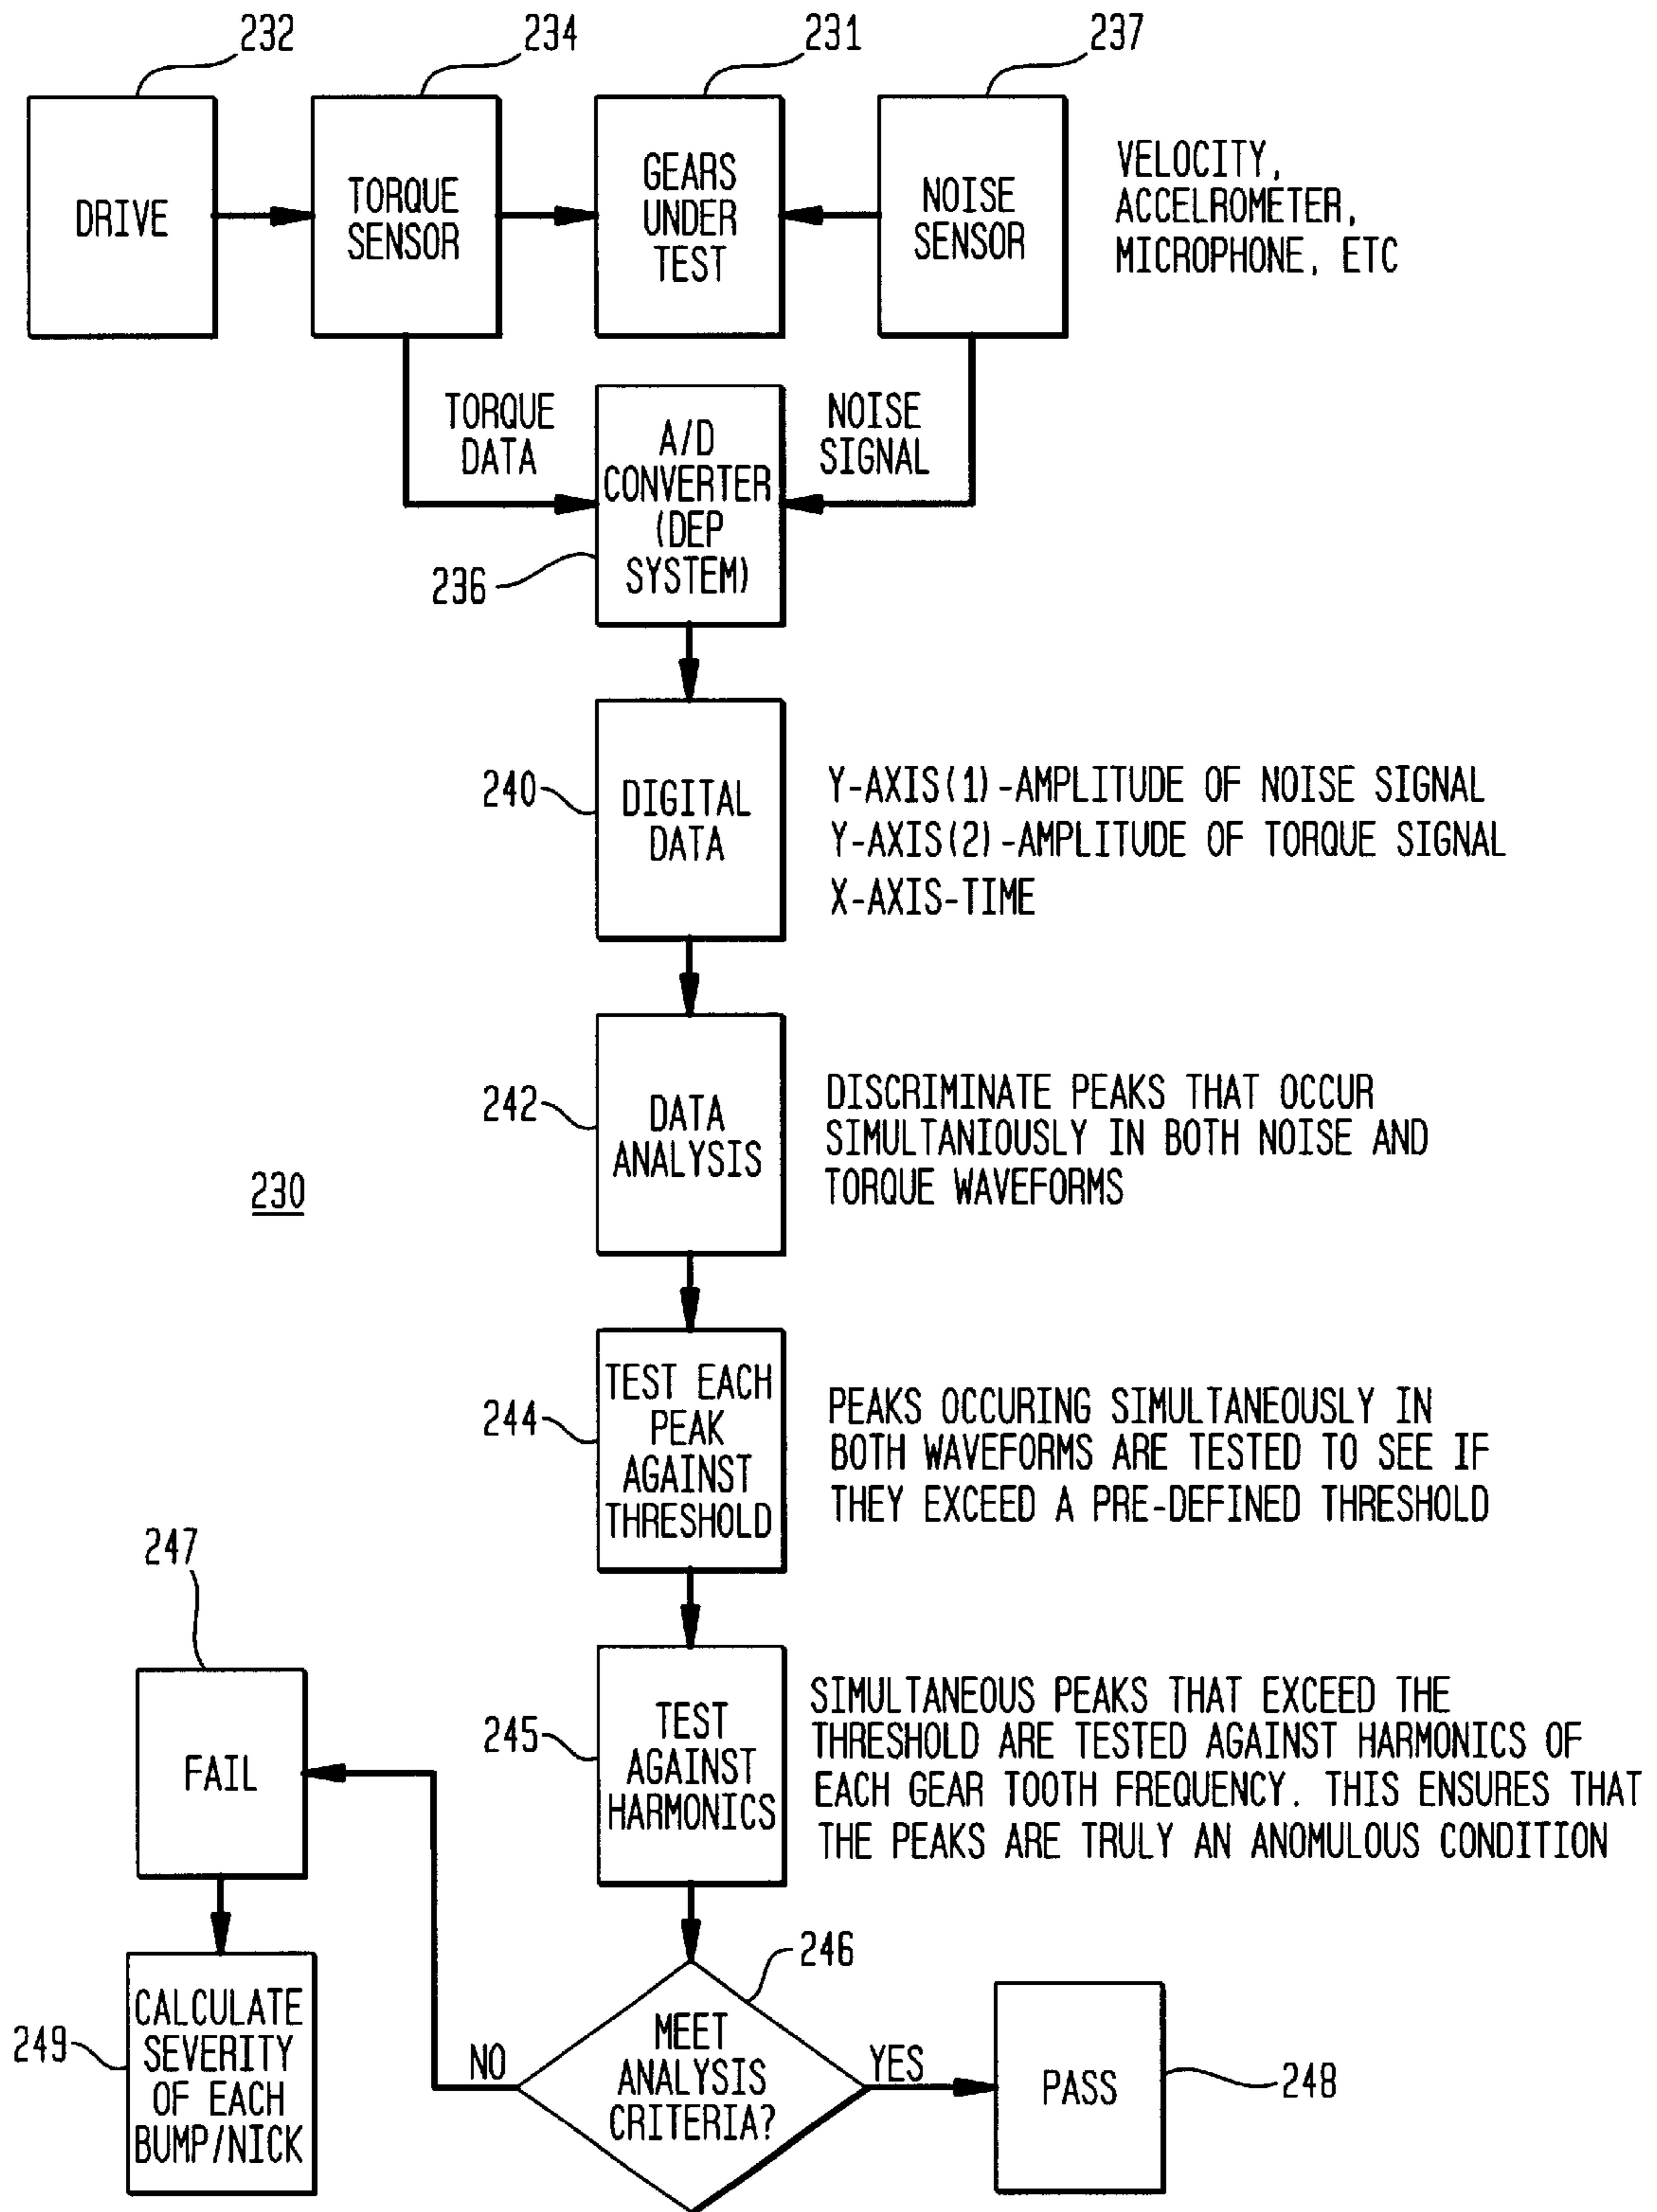 232
234
231
237
DRIVE
TORQUE
SENSOR
GEARS
UNDER
TEST
NOISE
SENSOR
VELOCITY,
ACCELROMETER,
MICROPHONE, ETC
TORQUE
DATA
A/D
CONVERTER
(DEP
SYSTEM)
NOISE
SIGNAL
236
240
DIGITAL
DATA
Y-AXIS(1)-AMPLITUDE OF NOISE SIGNAL
Y-AXIS(2)-AMPLITUDE OF TORQUE SIGNAL
X-AXIS-TIME
242
DATA
ANALYSIS
DISCRIMINATE PEAKS THAT OCCUR
SIMULTANIOUSLY IN BOTH NOISE AND
TORQUE WAVEFORMS
230
244
TEST EACH
PEAK
AGAINST
THRESHOLD
PEAKS OCCURING SIMULTANEOUSLY IN
BOTH WAVEFORMS ARE TESTED TO SEE IF
THEY EXCEED A PRE-DEFINED THRESHOLD
247
FAIL
245
TEST
AGAINST
HARMONICS
SIMULTANEOUS PEAKS THAT EXCEED THE
THRESHOLD ARE TESTED AGAINST HARMONICS OF
EACH GEAR TOOTH FREQUENCY. THIS ENSURES THAT
THE PEAKS ARE TRULY AN ANOMULOUS CONDITION
249
CALCULATE
SEVERITY
OF EACH
BUMP/NICK
NO
246
MEET
ANALYSIS
CRITERIA?
YES
PASS
248